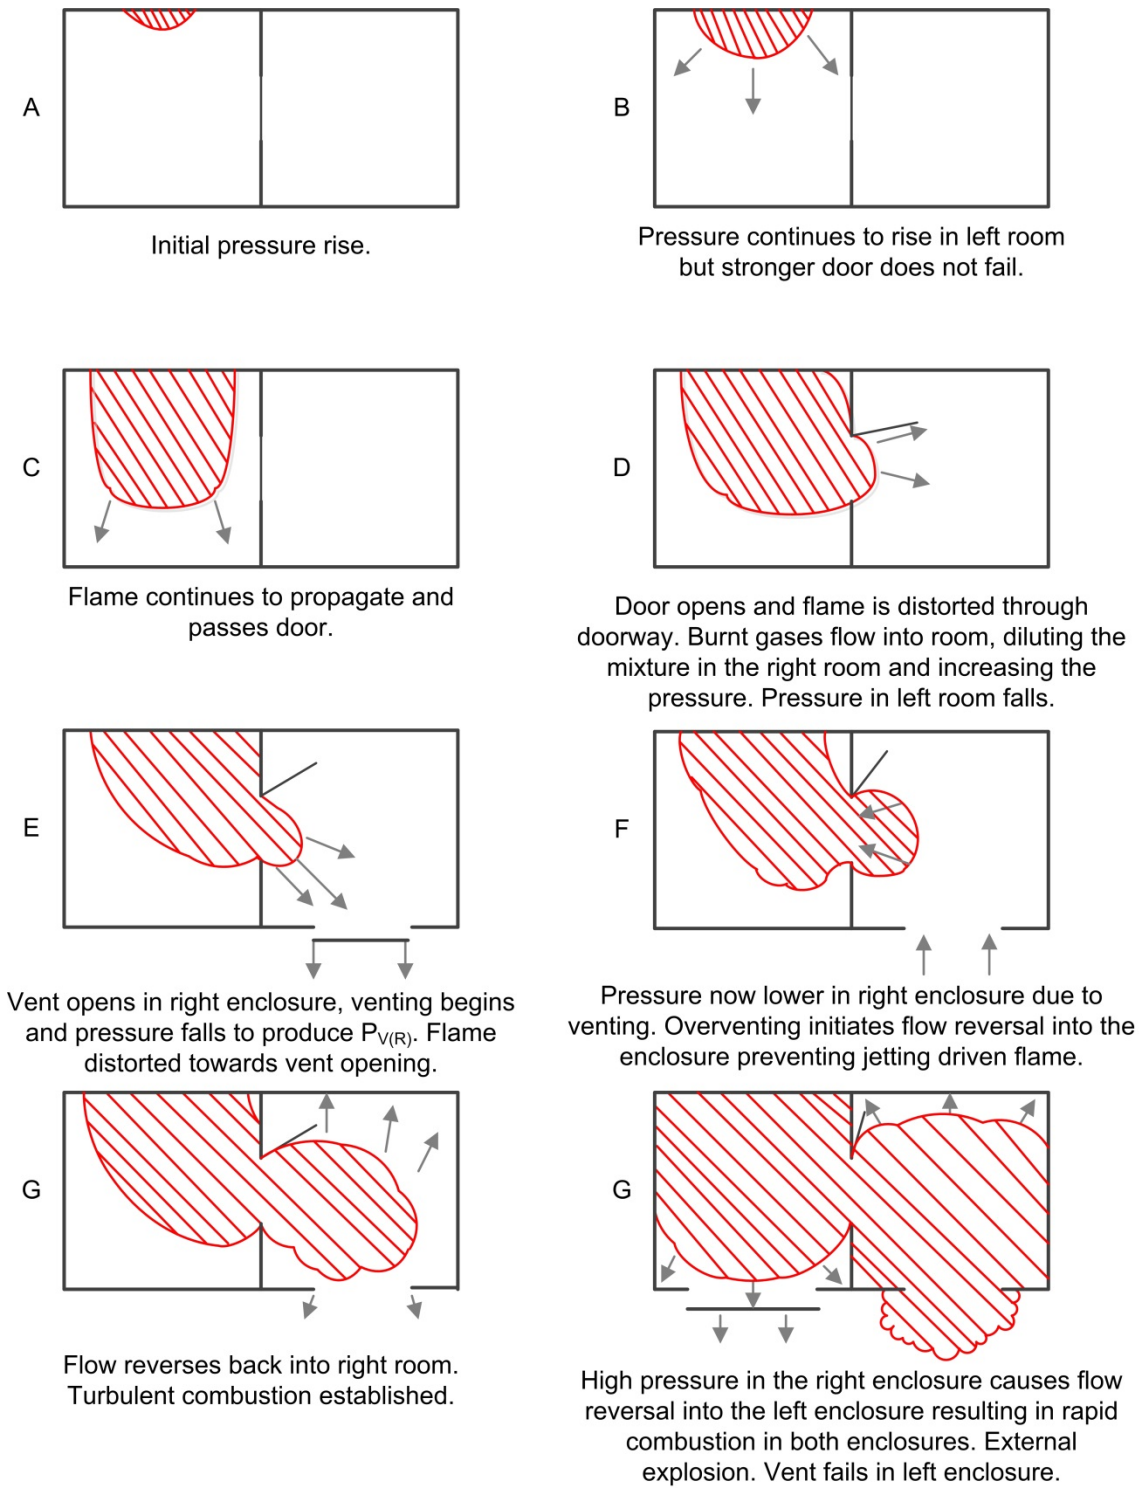 A
Initial pressure rise.
B
Pressure continues to rise in left room
but stronger door does not fail.
C
Flame continues to propagate and
passes door.
D
Door opens and flame is distorted through
doorway. Burnt gases flow into room, diluting the
mixture in the right room and increasing the
pressure. Pressure in left room falls.
E
Vent opens in right enclosure, venting begins
and pressure falls to produce PV(R). Flame
distorted towards vent opening.
F
Pressure now lower in right enclosure due to
venting. Overventing initiates flow reversal into the
enclosure preventing jetting driven flame.
G
Flow reverses back into right room.
Turbulent combustion established.
G
High pressure in the right enclosure causes flow
reversal into the left enclosure resulting in rapid
combustion in both enclosures. External
explosion. Vent fails in left enclosure.